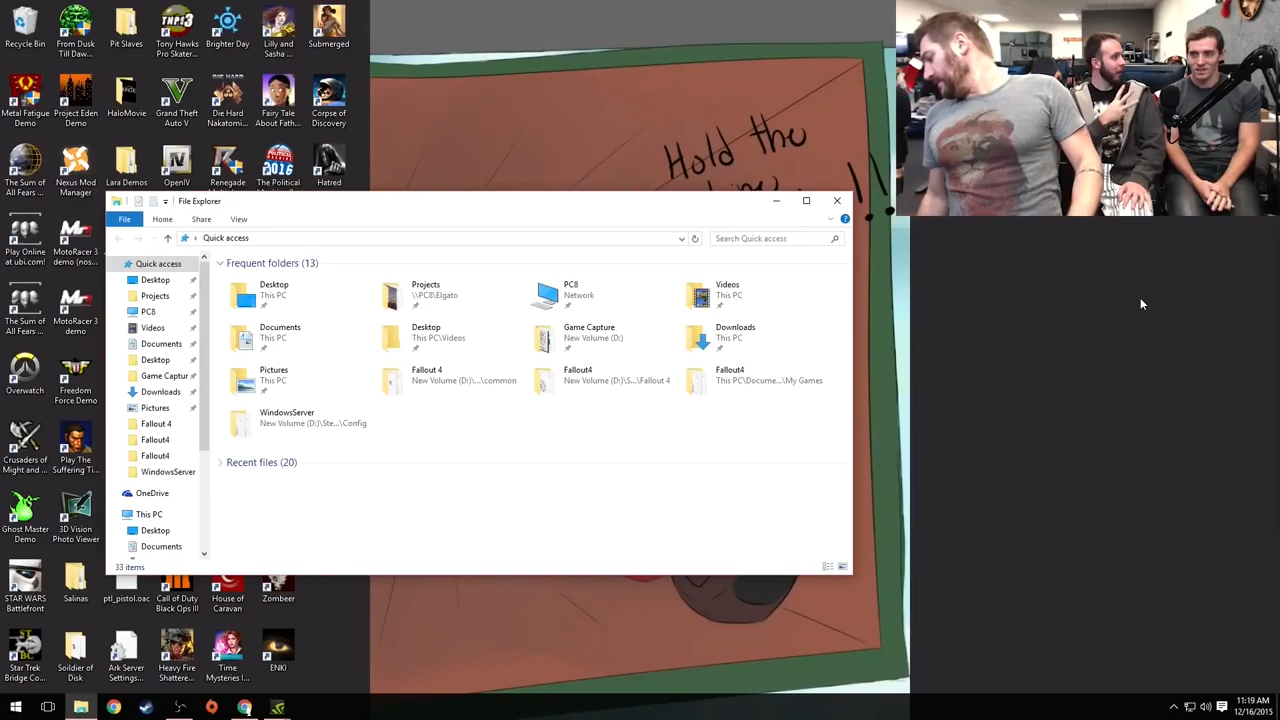 Recycle Bin
From Dusk Till Daw...
Pit Slaves
Tony Hawks Pro Skater...
Brighter Day
Lilly and Sasha ...
Submerged
Metal Fatigue Demo
Project Eden Demo
HaloMovie
Grand Theft Auto V
Die Hard Nakatomi...
Fairy Tale About Fath...
Corpse of Discovery
The Sum of All Fears ...
Nexus Mod Manager
Lara Demos
OpenIV
Renegade
The Political
Hatred
Play Online at ubi.com!
MotoRacer 3 demo (nos...
The Sum of All Fears ...
MotoRacer 3 demo
Overwatch
Freedom Force Demo
Crusaders of Might and ...
Play The Suffering Ti...
Ghost Master Demo
3D Vision Photo Viewer
STAR WARS Battlefront
Salinas
ptl_pistol.oac
Call of Duty Black Ops III
House of Caravan
Zombeer
Star Trek Bridge Co...
Soildier of Disk
Ark Server Settings...
Heavy Fire Shattere...
Time Mysteries I...
ENKI
Hold the
!!
File Explorer
File
Home
Share
View
Quick access
Search Quick access
Quick access
Desktop
Projects
PC8
Videos
Documents
Desktop
Game Captur
Downloads
Pictures
Fallout 4
Fallout4
Fallout4
WindowsServer
OneDrive
This PC
Desktop
Documents
Frequent folders (13)
Desktop
This PC
Projects
\\PC8\Elgato
PC8
Network
Videos
This PC
Documents
This PC
Desktop
This PC\Videos
Game Capture
New Volume (D:)
Downloads
This PC
Pictures
This PC
Fallout 4
New Volume (D:)\...\common
Fallout4
New Volume (D:)\S...\Fallout 4
Fallout4
This PC\Docume...\My Games
WindowsServer
New Volume (D:)\Ste...\Config
Recent files (20)
33 items
11:19 AM
12/16/2015